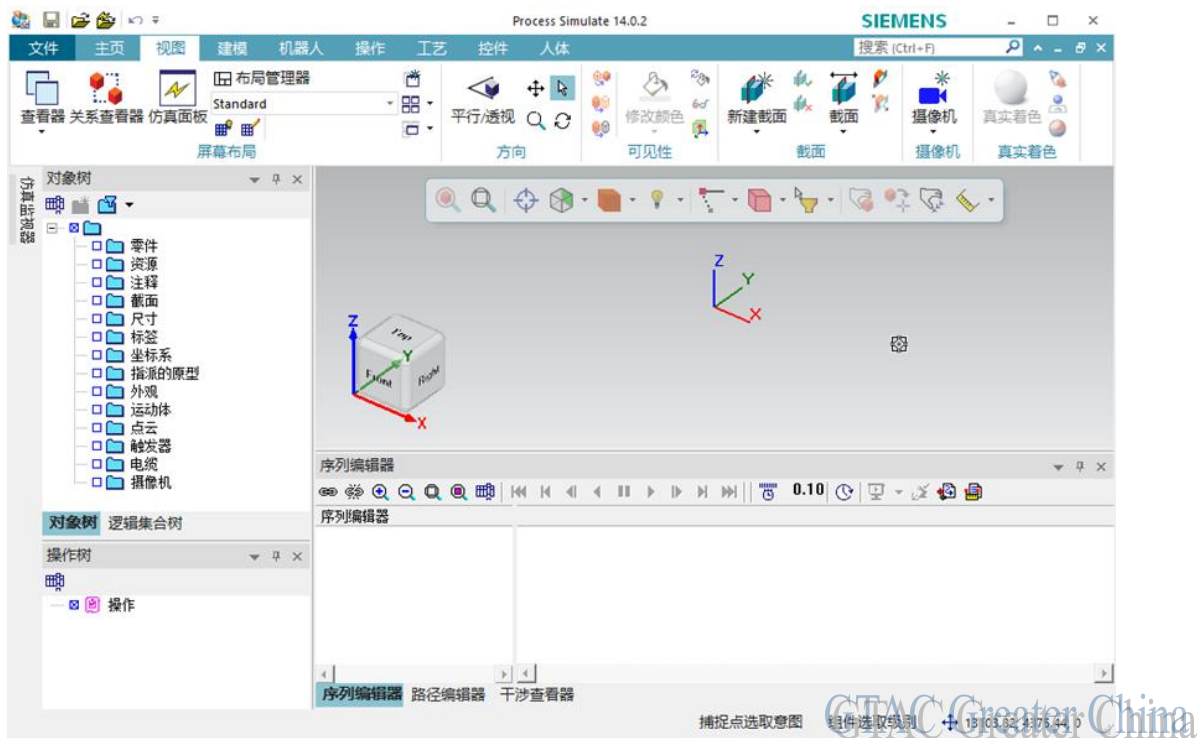 Process Simulate 14.0.2
SIEMENS
文件 主页 视图 建模 机器人 操作 工艺 控件 人体
搜索 (Ctrl+F)
布局管理器
Standard
查看器 关系查看器 仿真面板
平行/透视
修改颜色
新建截面
截面
摄像机
真实着色
屏幕布局 方向 可见性 截面 摄像机 真实着色
仿真监视器
对象树
零件
资源
注释
截面
尺寸
标签
坐标系
指派的原型
外观
运动体
点云
触发器
电缆
摄像机
对象树 逻辑集合树
操作树
操作
Z
Y
X
Z
Top
Y
Front
Right
X
序列编辑器
0.10
序列编辑器
序列编辑器 路径编辑器 干涉查看器
捕捉点选取意图 组件选取级别
GTAC Greater China